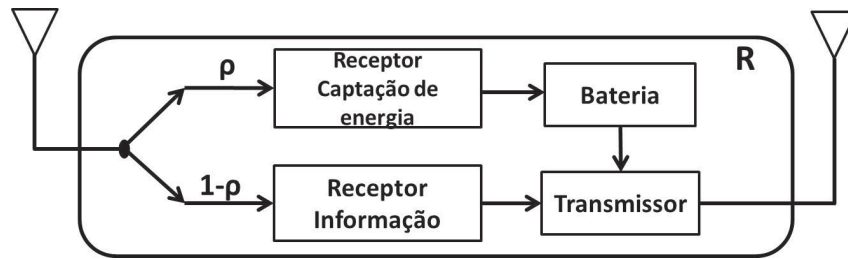 R
ρ
Receptor
Captação de
energia
Bateria
1-ρ
Receptor
Informação
Transmissor